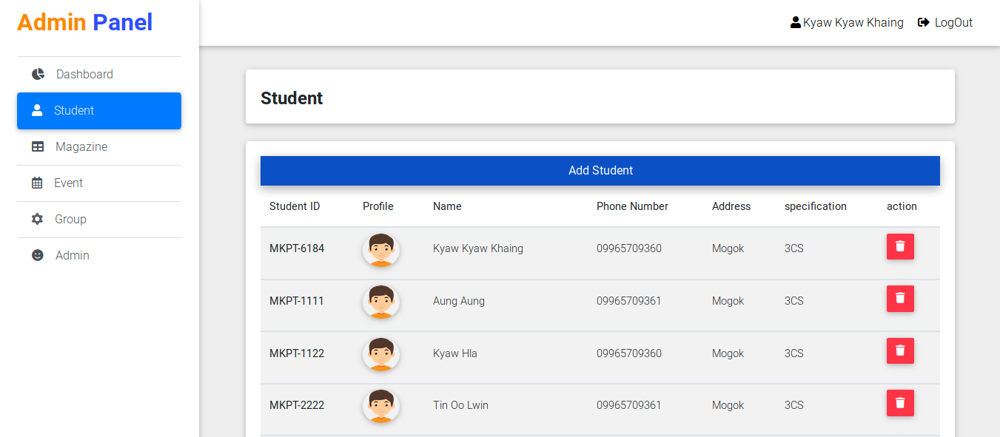 Admin Panel
Kyaw Kyaw Khaing LogOut
Dashboard
Student
Magazine
Event
Group
Admin
Student
Add Student
Student ID Profile Name Phone Number Address specification action
MKPT-6184 Kyaw Kyaw Khaing 09965709360 Mogok 3CS
MKPT-1111 Aung Aung 09965709361 Mogok 3CS
MKPT-1122 Kyaw Hla 09965709360 Mogok 3CS
MKPT-2222 Tin Oo Lwin 09965709361 Mogok 3CS